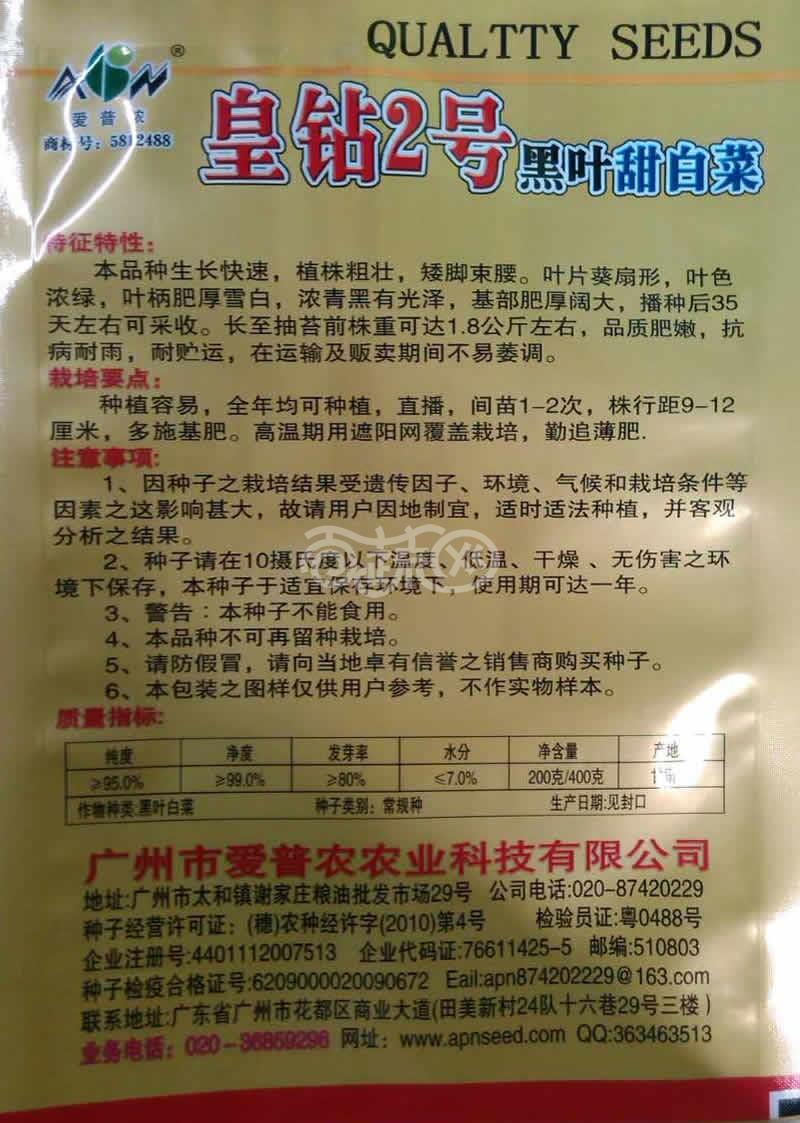 QUALTTY SEEDS
APN ®
爱普农
商标号：5812488
皇钻2号 黑叶甜白菜
特征特性：
本品种生长快速，植株粗壮，矮脚束腰。叶片葵扇形，叶色
浓绿，叶柄肥厚雪白，浓青黑有光泽，基部肥厚阔大，播种后35
天左右可采收。长至抽苔前株重可达1.8公斤左右，品质肥嫩，抗
病耐雨，耐贮运，在运输及贩卖期间不易萎调。
栽培要点：
种植容易，全年均可种植，直播，间苗1-2次，株行距9-12
厘米，多施基肥。高温期用遮阳网覆盖栽培，勤追薄肥.
注意事项:
1、因种子之栽培结果受遗传因子、环境、气候和栽培条件等
因素之这影响甚大，故请用户因地制宜，适时适法种植，并客观
分析之结果。
2、种子请在10摄氏度以下温度、低温、干燥、无伤害之环
境下保存，本种子于适宜保存环境下，使用期可达一年。
3、警告：本种子不能食用。
4、本品种不可再留种栽培。
5、请防假冒，请向当地卓有信誉之销售商购买种子。
6、本包装之图样仅供用户参考，不作实物样本。
质量指标:
纯度 净度 发芽率 水分 净含量 产地
≥95.0% ≥99.0% ≥80% ≤7.0% 200克/400克
作物种类:黑叶白菜 种子类别：常规种 生产日期:见封口
广州市爱普农农业科技有限公司
地址:广州市太和镇谢家庄粮油批发市场29号 公司电话:020-87420229
种子经营许可证：(穗)农种经许字(2010)第4号 检验员证:粤0488号
企业注册号:4401112007513 企业代码证:76611425-5 邮编:510803
种子检疫合格证号:6209000020090672 Eail:apn874202229@163.com
联系地址:广东省广州市花都区商业大道(田美新村24队十六巷29号三楼)
业务电话：020-36859296 网址：www.apnseed.com QQ:363463513